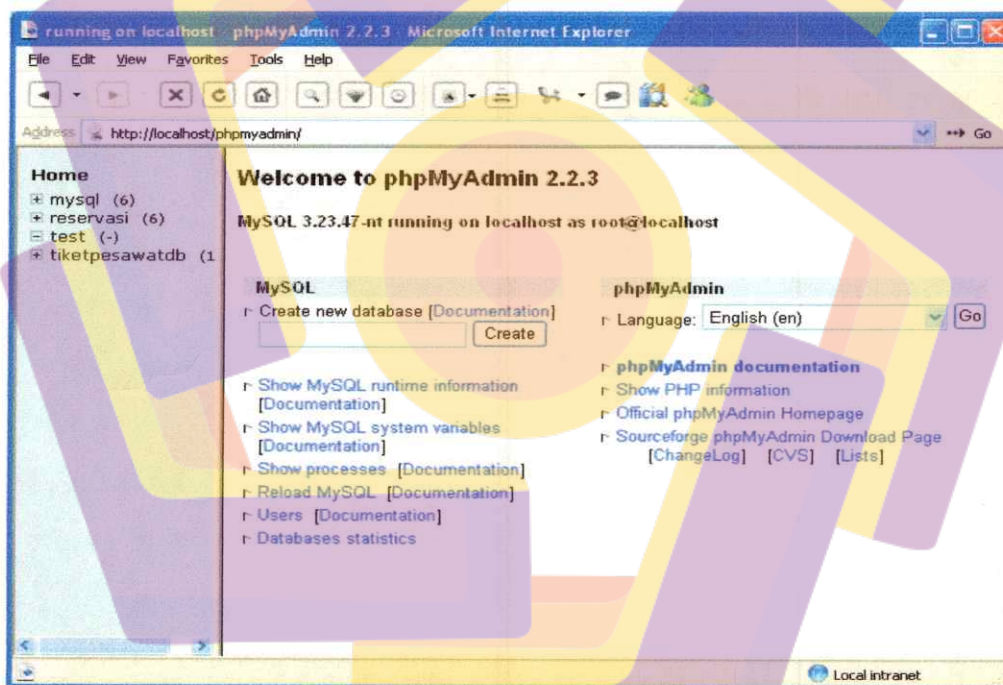 running on localhost - phpMyAdmin 2.2.3 - Microsoft Internet Explorer
File Edit View Favorites Tools Help
Address http://localhost/phpmyadmin/ Go
Home
mysql (6)
reservasi (6)
test (-)
tiketpesawatdb (1
Welcome to phpMyAdmin 2.2.3
MySQL 3.23.47-nt running on localhost as root@localhost
MySQL
Create new database [Documentation]
Create
Show MySQL runtime information
[Documentation]
Show MySQL system variables
[Documentation]
Show processes [Documentation]
Reload MySQL [Documentation]
Users [Documentation]
Databases statistics
phpMyAdmin
Language: English (en) Go
phpMyAdmin documentation
Show PHP information
Official phpMyAdmin Homepage
Sourceforge phpMyAdmin Download Page
[ChangeLog] [CVS] [Lists]
Local intranet